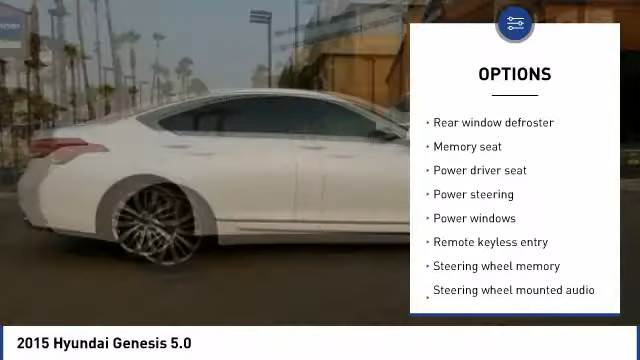 OPTIONS
Rear window defroster
Memory seat
Power driver seat
Power steering
Power windows
Remote keyless entry
Steering wheel memory
Steering wheel mounted audio
2015 Hyundai Genesis 5.0